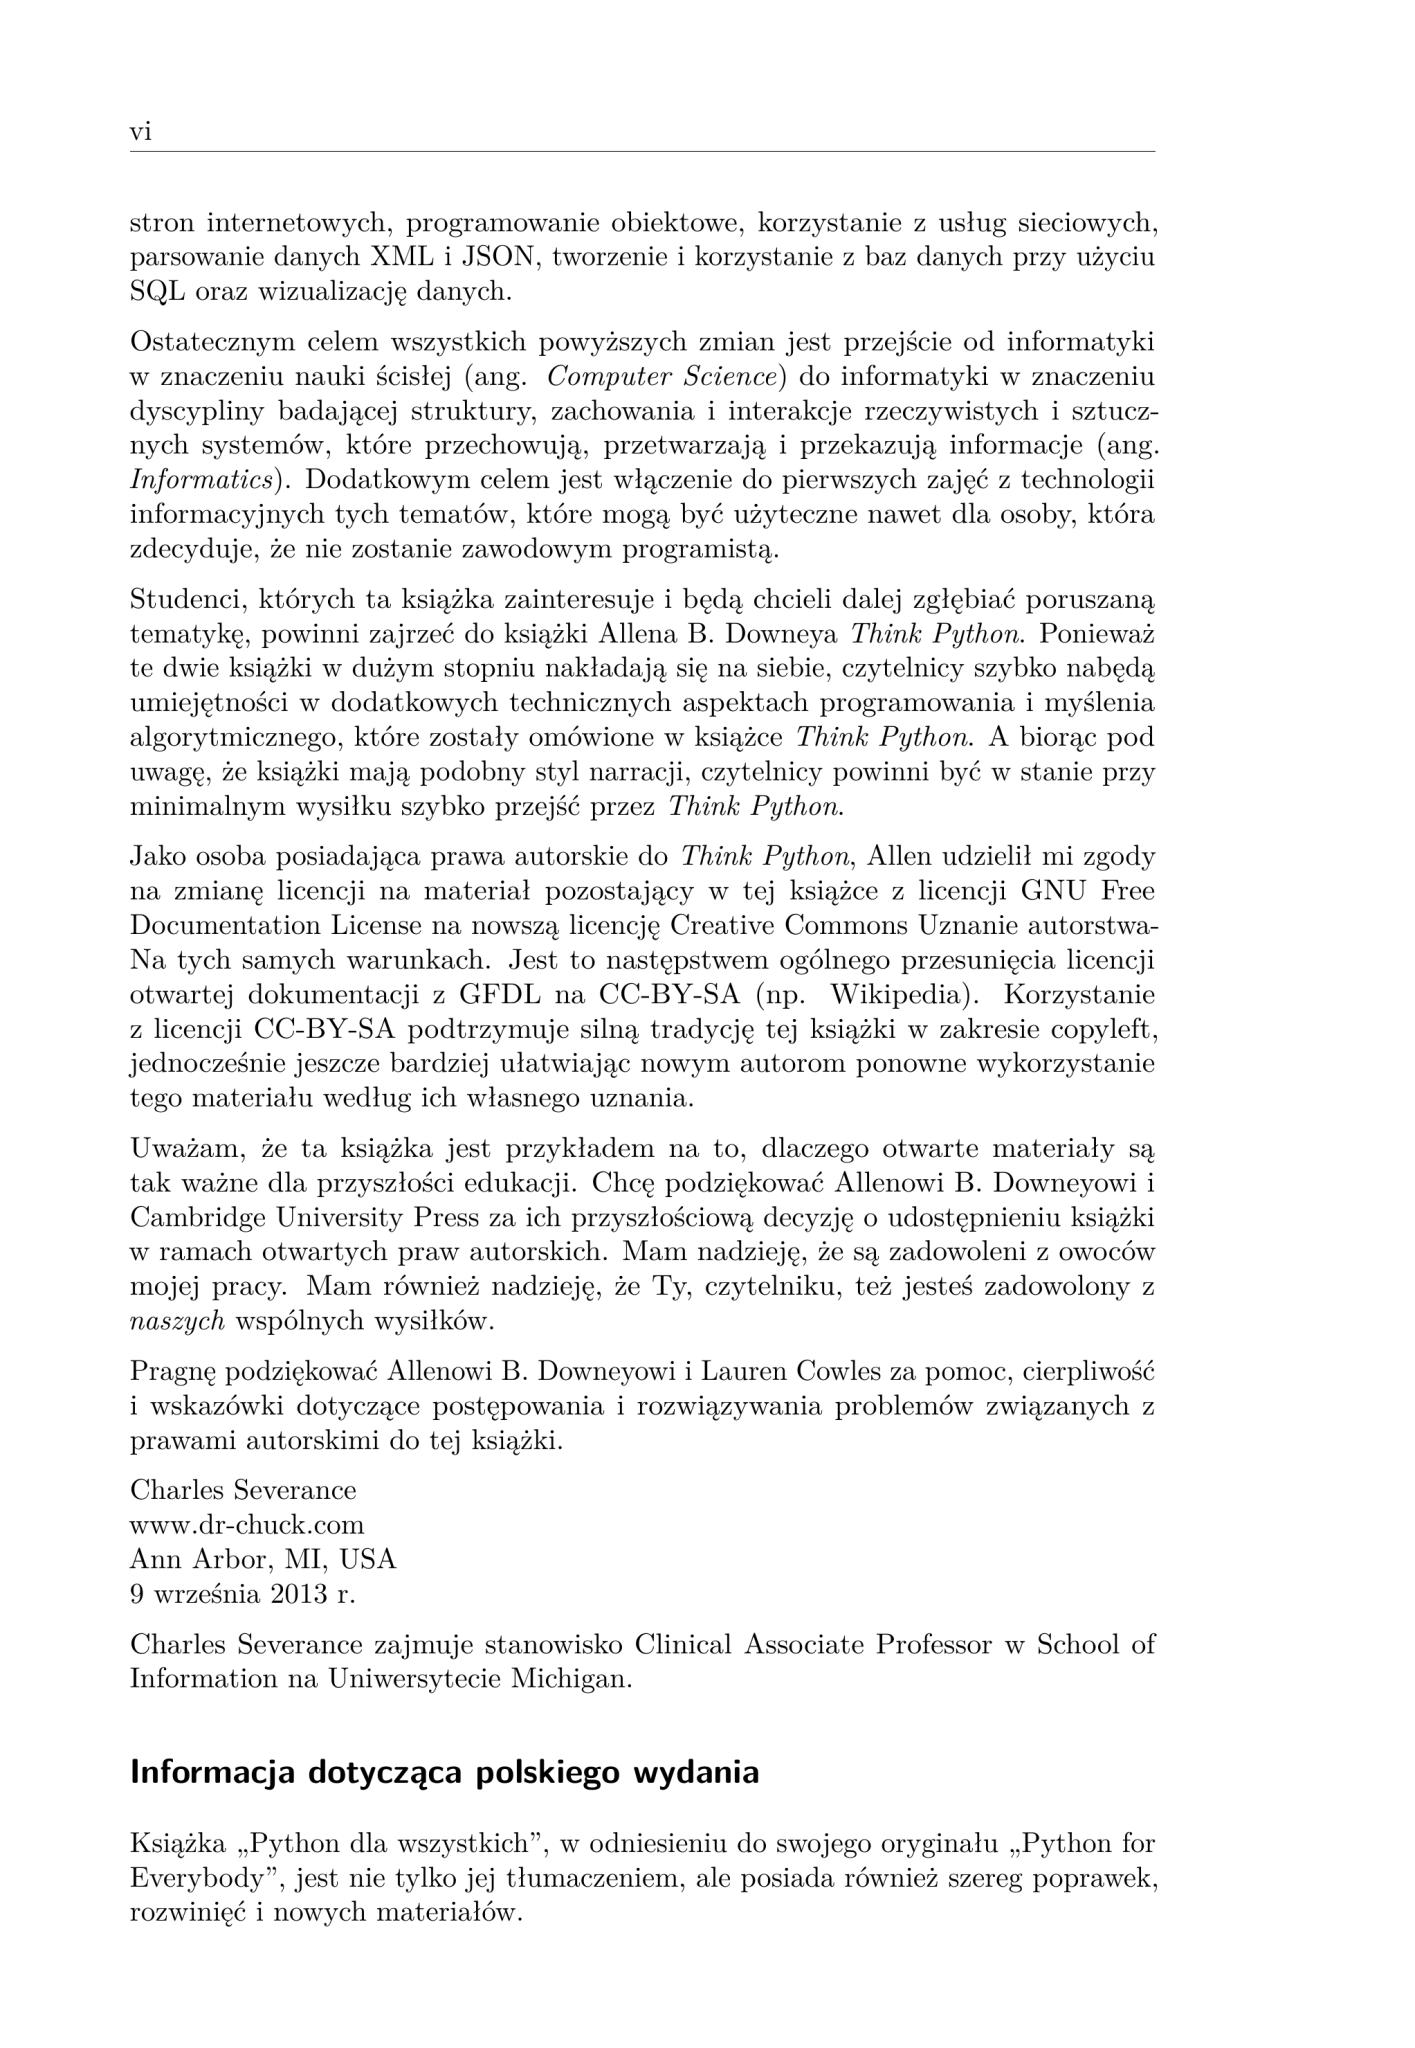 vi
stron internetowych, programowanie obiektowe, korzystanie z usług sieciowych,
parsowanie danych XML i JSON, tworzenie i korzystanie z baz danych przy użyciu
SQL oraz wizualizację danych.
Ostatecznym celem wszystkich powyższych zmian jest przejście od informatyki
w znaczeniu nauki ścisłej (ang. Computer Science) do informatyki w znaczeniu
dyscypliny badającej struktury, zachowania i interakcje rzeczywistych i sztucz-
nych systemów, które przechowują, przetwarzają i przekazują informacje (ang.
Informatics). Dodatkowym celem jest włączenie do pierwszych zajęć z technologii
informacyjnych tych tematów, które mogą być użyteczne nawet dla osoby, która
zdecyduje, że nie zostanie zawodowym programistą.
Studenci, których ta książka zainteresuje i będą chcieli dalej zgłębiać poruszaną
tematykę, powinni zajrzeć do książki Allena B. Downeya Think Python. Ponieważ
te dwie książki w dużym stopniu nakładają się na siebie, czytelnicy szybko nabędą
umiejętności w dodatkowych technicznych aspektach programowania i myślenia
algorytmicznego, które zostały omówione w książce Think Python. A biorąc pod
uwagę, że książki mają podobny styl narracji, czytelnicy powinni być w stanie przy
minimalnym wysiłku szybko przejść przez Think Python.
Jako osoba posiadająca prawa autorskie do Think Python, Allen udzielił mi zgody
na zmianę licencji na materiał pozostający w tej książce z licencji GNU Free
Documentation License na nowszą licencję Creative Commons Uznanie autorstwa-
Na tych samych warunkach. Jest to następstwem ogólnego przesunięcia licencji
otwartej dokumentacji z GFDL na CC-BY-SA (np. Wikipedia). Korzystanie
z licencji CC-BY-SA podtrzymuje silną tradycję tej książki w zakresie copyleft,
jednocześnie jeszcze bardziej ułatwiając nowym autorom ponowne wykorzystanie
tego materiału według ich własnego uznania.
Uważam, że ta książka jest przykładem na to, dlaczego otwarte materiały są
tak ważne dla przyszłości edukacji. Chcę podziękować Allenowi B. Downeyowi i
Cambridge University Press za ich przyszłościową decyzję o udostępnieniu książki
w ramach otwartych praw autorskich. Mam nadzieję, że są zadowoleni z owoców
mojej pracy. Mam również nadzieję, że Ty, czytelniku, też jesteś zadowolony z
naszych wspólnych wysiłków.
Pragnę podziękować Allenowi B. Downeyowi i Lauren Cowles za pomoc, cierpliwość
i wskazówki dotyczące postępowania i rozwiązywania problemów związanych z
prawami autorskimi do tej książki.
Charles Severance
www.dr-chuck.com
Ann Arbor, MI, USA
9 września 2013 r.
Charles Severance zajmuje stanowisko Clinical Associate Professor w School of
Information na Uniwersytecie Michigan.
Informacja dotycząca polskiego wydania
Książka „Python dla wszystkich”, w odniesieniu do swojego oryginału „Python for
Everybody”, jest nie tylko jej tłumaczeniem, ale posiada również szereg poprawek,
rozwinięć i nowych materiałów.